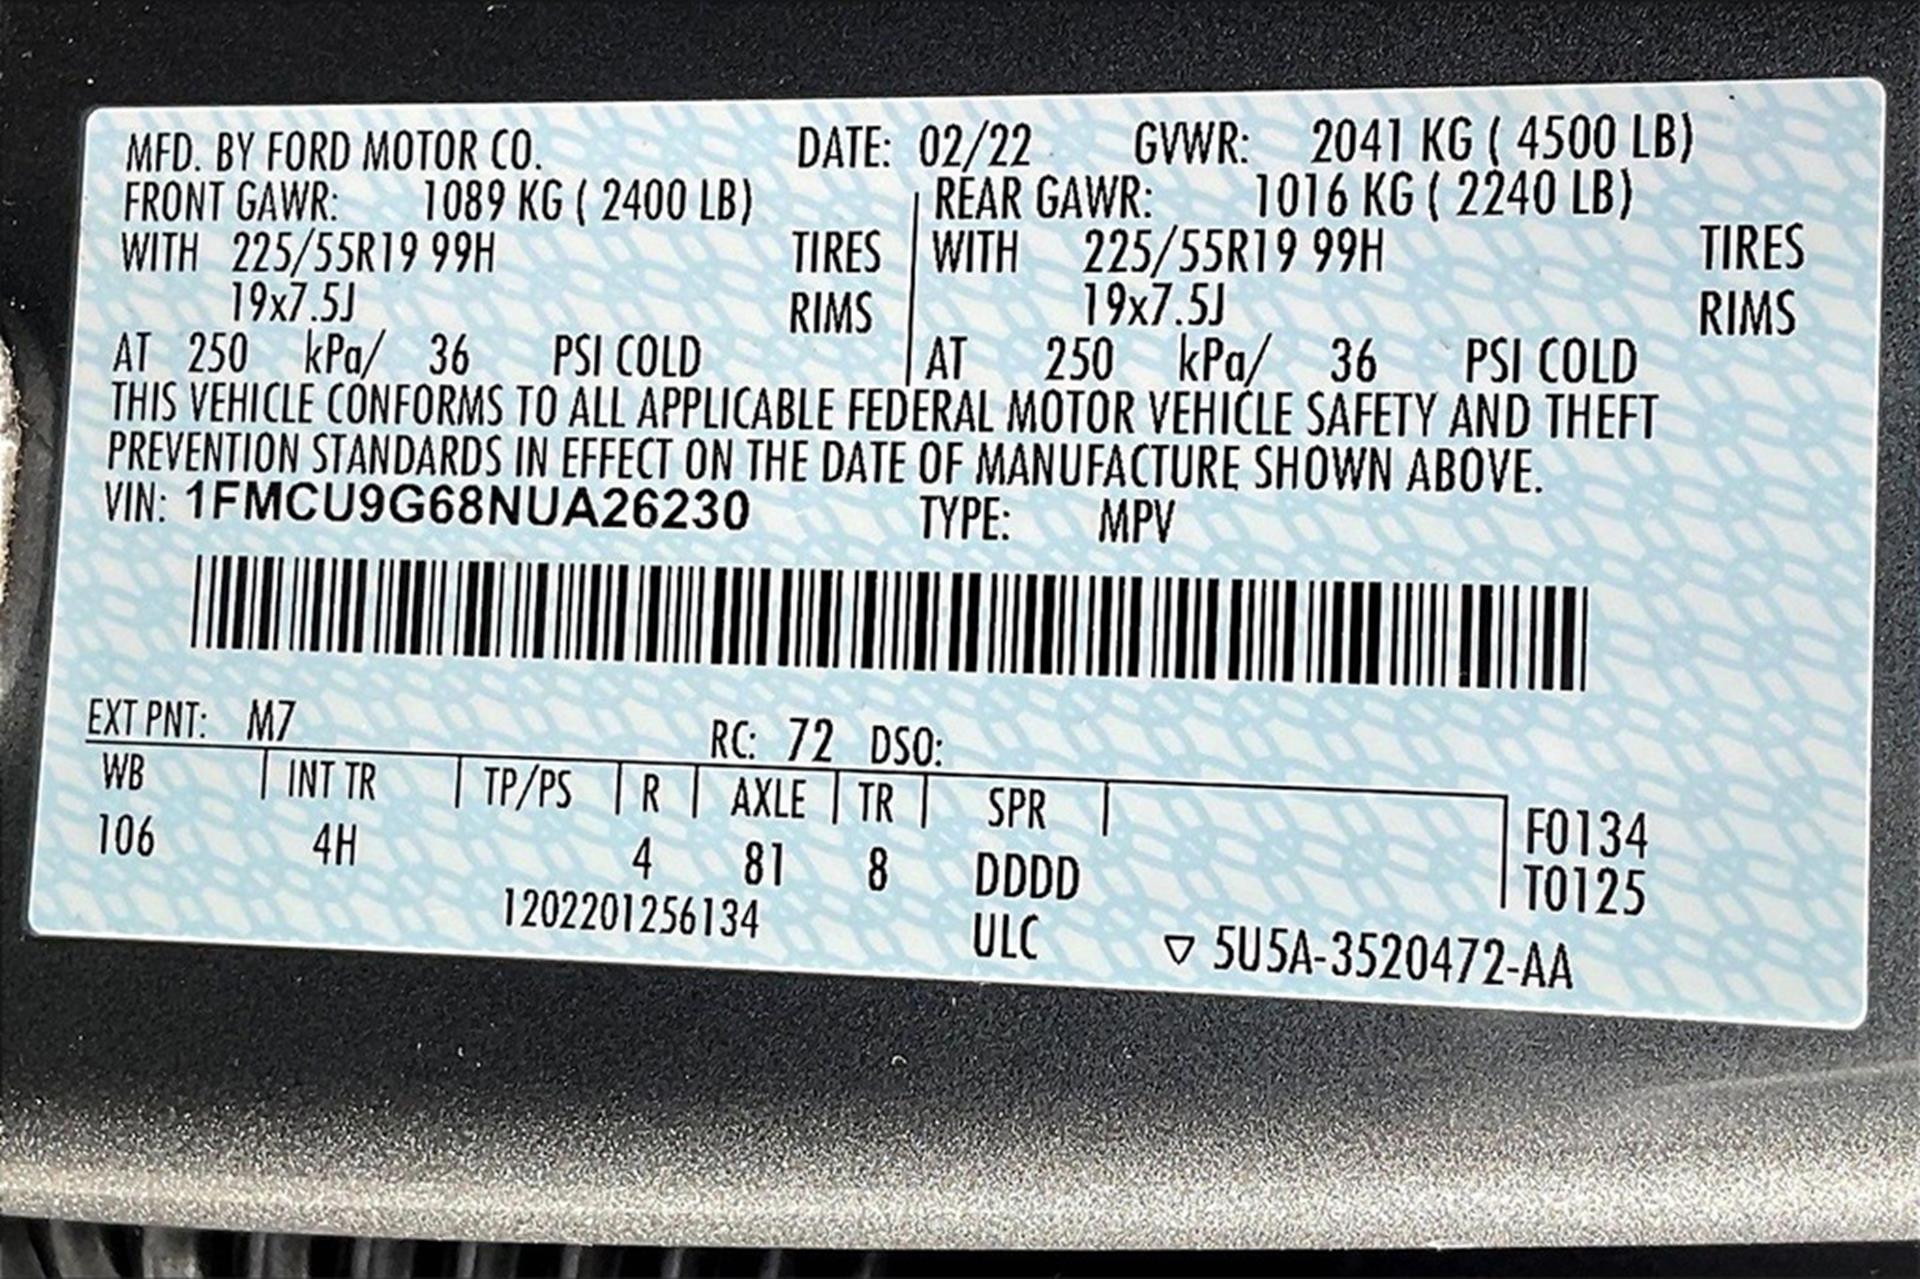 MFD. BY FORD MOTOR CO. DATE: 02/22 GVWR: 2041 KG ( 4500 LB)
FRONT GAWR: 1089 KG ( 2400 LB) REAR GAWR: 1016 KG ( 2240 LB)
WITH 225/55R19 99H TIRES WITH 225/55R19 99H TIRES
19x7.5J RIMS 19x7.5J RIMS
AT 250 kPa/ 36 PSI COLD AT 250 kPa/ 36 PSI COLD
THIS VEHICLE CONFORMS TO ALL APPLICABLE FEDERAL MOTOR VEHICLE SAFETY AND THEFT
PREVENTION STANDARDS IN EFFECT ON THE DATE OF MANUFACTURE SHOWN ABOVE.
VIN: 1FMCU9G68NUA26230 TYPE: MPV
EXT PNT: M7 RC: 72 DSO:
WB INT TR TP/PS R AXLE TR SPR F0134
106 4H 4 81 8 DDDD T0125
1202201256134 ULC ▽ 5U5A-3520472-AA